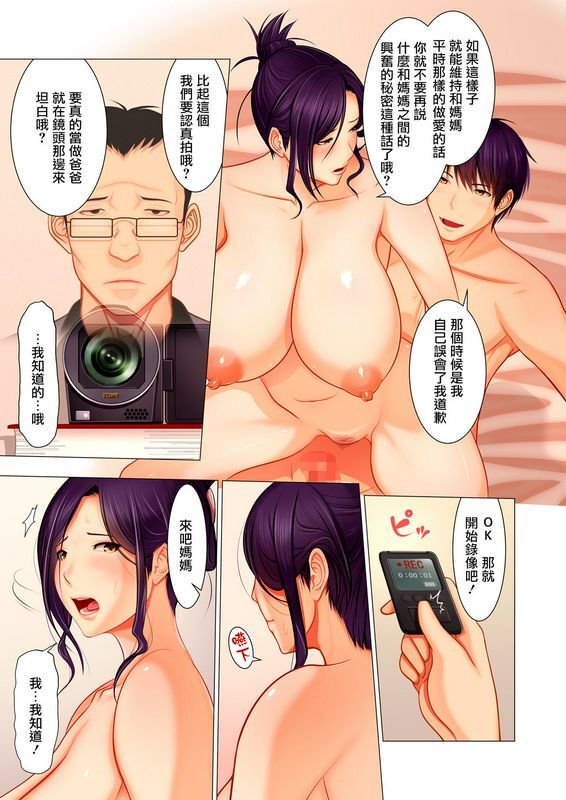 如果這樣子
就能維持和媽媽
平時那樣的做愛的話
你就不要再說
什麼和媽媽之間的
興奮的秘密這種話了哦?
比起這個
我們要認真拍哦?
要真的當做爸爸
就在鏡頭那邊來
坦白哦?
那個時候是我
自己誤會了我道歉
…我知道的…哦
OK 那就
開始錄像吧!
ピッ
REC
0:00:01
嚥下
來吧媽媽
我…我知道!